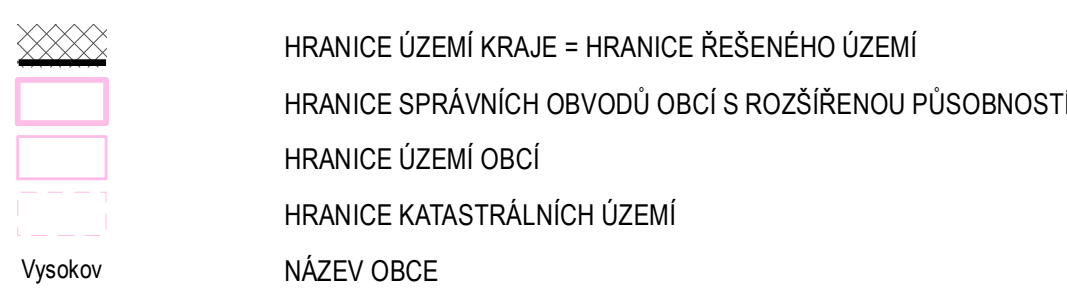 HRANICE ÚZEMÍ KRAJE = HRANICE ŘEŠENÉHO ÚZEMÍ
HRANICE SPRÁVNÍCH OBVODŮ OBCÍ S ROZŠÍŘENOU PŮSOBNOSTÍ
HRANICE ÚZEMÍ OBCÍ
HRANICE KATASTRÁLNÍCH ÚZEMÍ
Vysokov NÁZEV OBCE